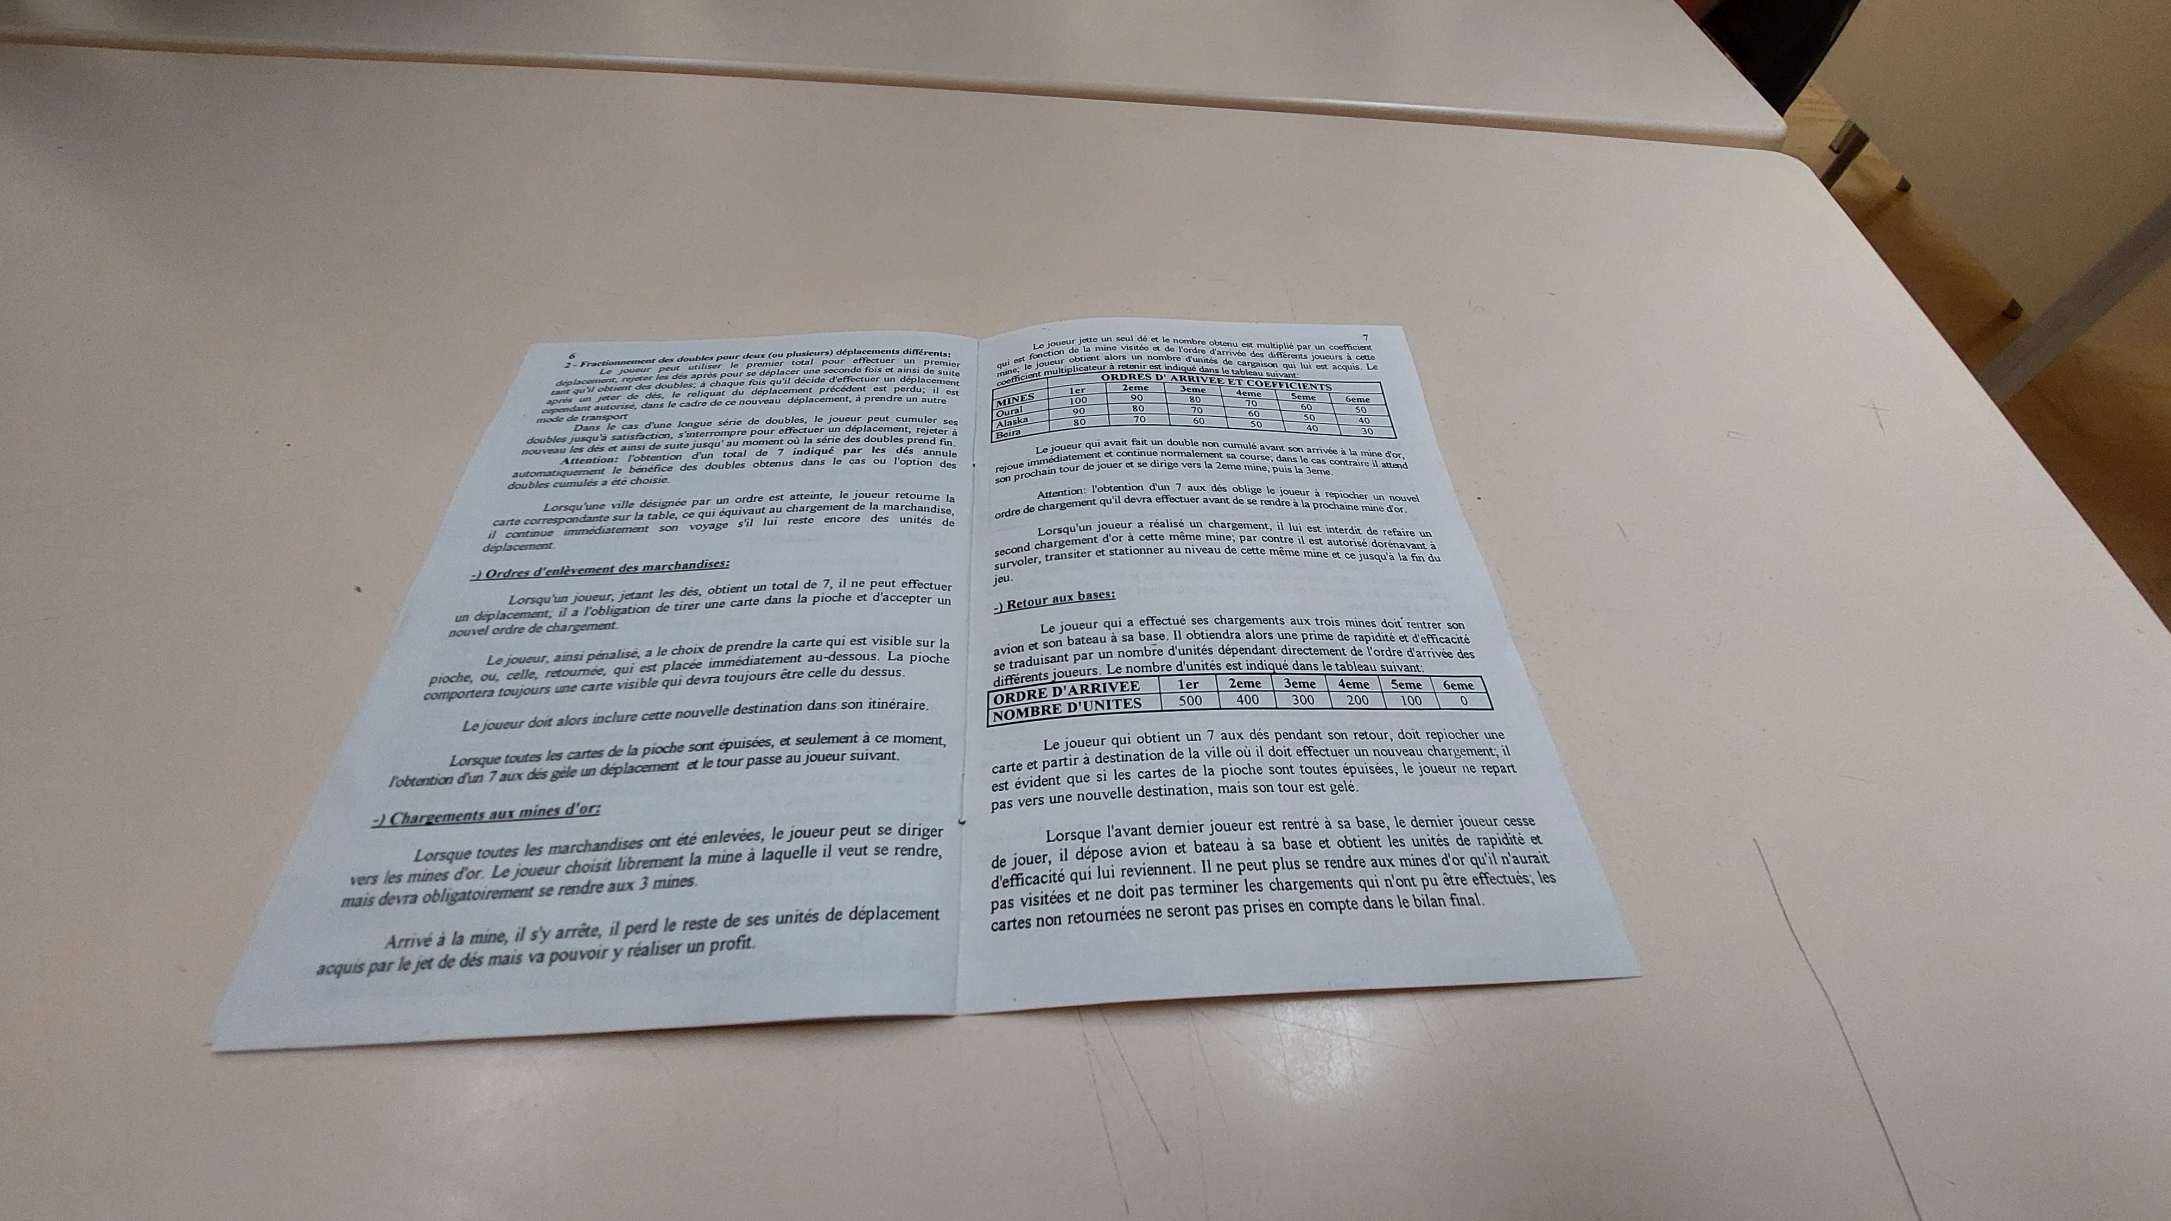 6
2 - Fractionnement des doubles pour deux (ou plusieurs) déplacements différents:
Le joueur peut utiliser le premier total pour effectuer un premier
déplacement, rejeter les dés après pour se déplacer une seconde fois et ainsi de suite
tant qu'il obtient des doubles; à chaque fois qu'il décide d'effectuer un déplacement
après un jeter de dés, le reliquat du déplacement précédent est perdu; il est
cependant autorisé, dans le cadre de ce nouveau déplacement, à prendre un autre
mode de transport
Dans le cas d'une longue série de doubles, le joueur peut cumuler ses
doubles jusqu'à satisfaction, s'interrompre pour effectuer un déplacement, rejeter à
nouveau les dés et ainsi de suite jusqu' au moment où la série des doubles prend fin.
Attention: l'obtention d'un total de 7 indiqué par les dés annule
automatiquement le bénéfice des doubles obtenus dans le cas ou l'option des
doubles cumulés a été choisie.
Lorsqu'une ville désignée par un ordre est atteinte, le joueur retourne la
carte correspondante sur la table, ce qui équivaut au chargement de la marchandise,
il continue immédiatement son voyage s'il lui reste encore des unités de
déplacement.
-) Ordres d'enlèvement des marchandises:
Lorsqu'un joueur, jetant les dés, obtient un total de 7, il ne peut effectuer
un déplacement; il a l'obligation de tirer une carte dans la pioche et d'accepter un
nouvel ordre de chargement.
Le joueur, ainsi pénalisé, a le choix de prendre la carte qui est visible sur la
pioche, ou, celle, retournée, qui est placée immédiatement au-dessous. La pioche
comportera toujours une carte visible qui devra toujours être celle du dessus.
Le joueur doit alors inclure cette nouvelle destination dans son itinéraire.
Lorsque toutes les cartes de la pioche sont épuisées, et seulement à ce moment,
l'obtention d'un 7 aux dés gèle un déplacement et le tour passe au joueur suivant.
-) Chargements aux mines d'or:
Lorsque toutes les marchandises ont été enlevées, le joueur peut se diriger
vers les mines d'or. Le joueur choisit librement la mine à laquelle il veut se rendre,
mais devra obligatoirement se rendre aux 3 mines.
Arrivé à la mine, il s'y arrête, il perd le reste de ses unités de déplacement
acquis par le jet de dés mais va pouvoir y réaliser un profit.
7
Le joueur jette un seul dé et le nombre obtenu est multiplié par un coefficient
qui est fonction de la mine visitée et de l'ordre d'arrivée des différents joueurs à cette
mine; le joueur obtient alors un nombre d'unités de cargaison qui lui est acquis. Le
coefficient multiplicateur à retenir est indiqué dans le tableau suivant:
ORDRES D' ARRIVEE ET COEFFICIENTS
MINES 1er 2eme 3eme 4eme 5eme 6eme
Oural 100 90 80 70 60 50
Alaska 90 80 70 60 50 40
Beira 80 70 60 50 40 30
Le joueur qui avait fait un double non cumulé avant son arrivée à la mine d'or,
rejoue immédiatement et continue normalement sa course; dans le cas contraire il attend
son prochain tour de jouer et se dirige vers la 2eme mine, puis la 3eme.
Attention: l'obtention d'un 7 aux dés oblige le joueur à repiocher un nouvel
ordre de chargement qu'il devra effectuer avant de se rendre à la prochaine mine d'or.
Lorsqu'un joueur a réalisé un chargement, il lui est interdit de refaire un
second chargement d'or à cette même mine; par contre il est autorisé dorénavant à
survoler, transiter et stationner au niveau de cette même mine et ce jusqu'à la fin du
jeu.
-) Retour aux bases:
Le joueur qui a effectué ses chargements aux trois mines doit rentrer son
avion et son bateau à sa base. Il obtiendra alors une prime de rapidité et d'efficacité
se traduisant par un nombre d'unités dépendant directement de l'ordre d'arrivée des
différents joueurs. Le nombre d'unités est indiqué dans le tableau suivant:
ORDRE D'ARRIVEE 1er 2eme 3eme 4eme 5eme 6eme
NOMBRE D'UNITES 500 400 300 200 100 0
Le joueur qui obtient un 7 aux dés pendant son retour, doit repiocher une
carte et partir à destination de la ville où il doit effectuer un nouveau chargement; il
est évident que si les cartes de la pioche sont toutes épuisées, le joueur ne repart
pas vers une nouvelle destination, mais son tour est gelé.
Lorsque l'avant dernier joueur est rentré à sa base, le dernier joueur cesse
de jouer, il dépose avion et bateau à sa base et obtient les unités de rapidité et
d'efficacité qui lui reviennent. Il ne peut plus se rendre aux mines d'or qu'il n'aurait
pas visitées et ne doit pas terminer les chargements qui n'ont pu être effectués; les
cartes non retournées ne seront pas prises en compte dans le bilan final.